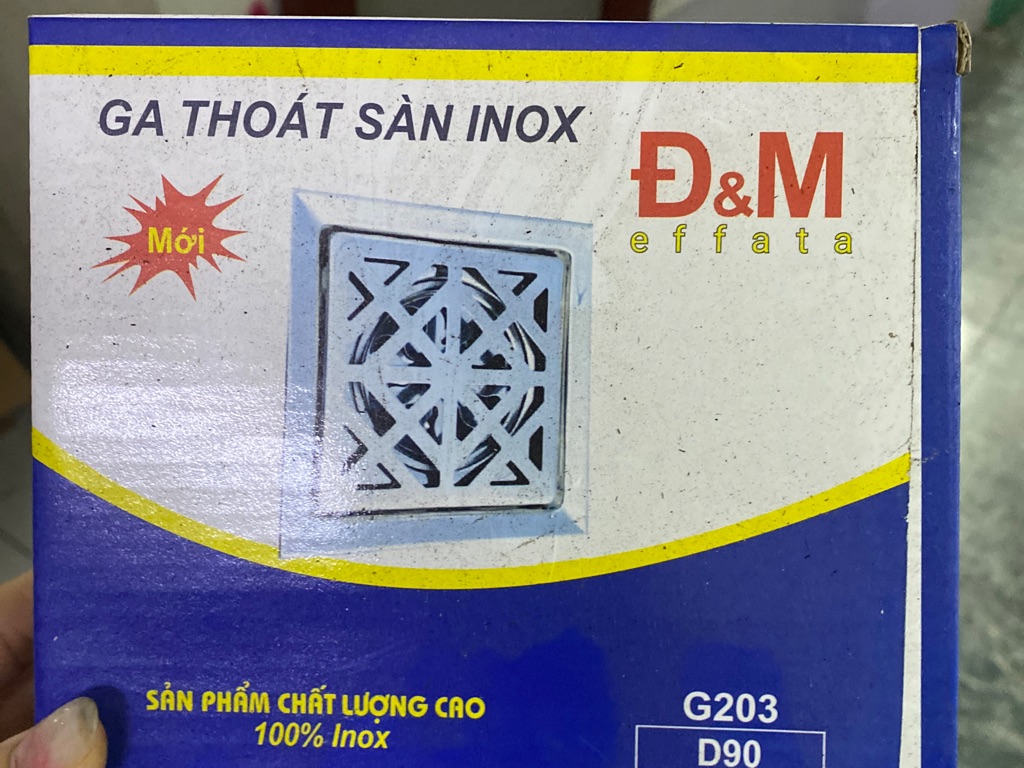 GA THOÁT SÀN INOX
Đ&M
effata
Mới
SẢN PHẨM CHẤT LƯỢNG CAO
100% Inox
G203
D90